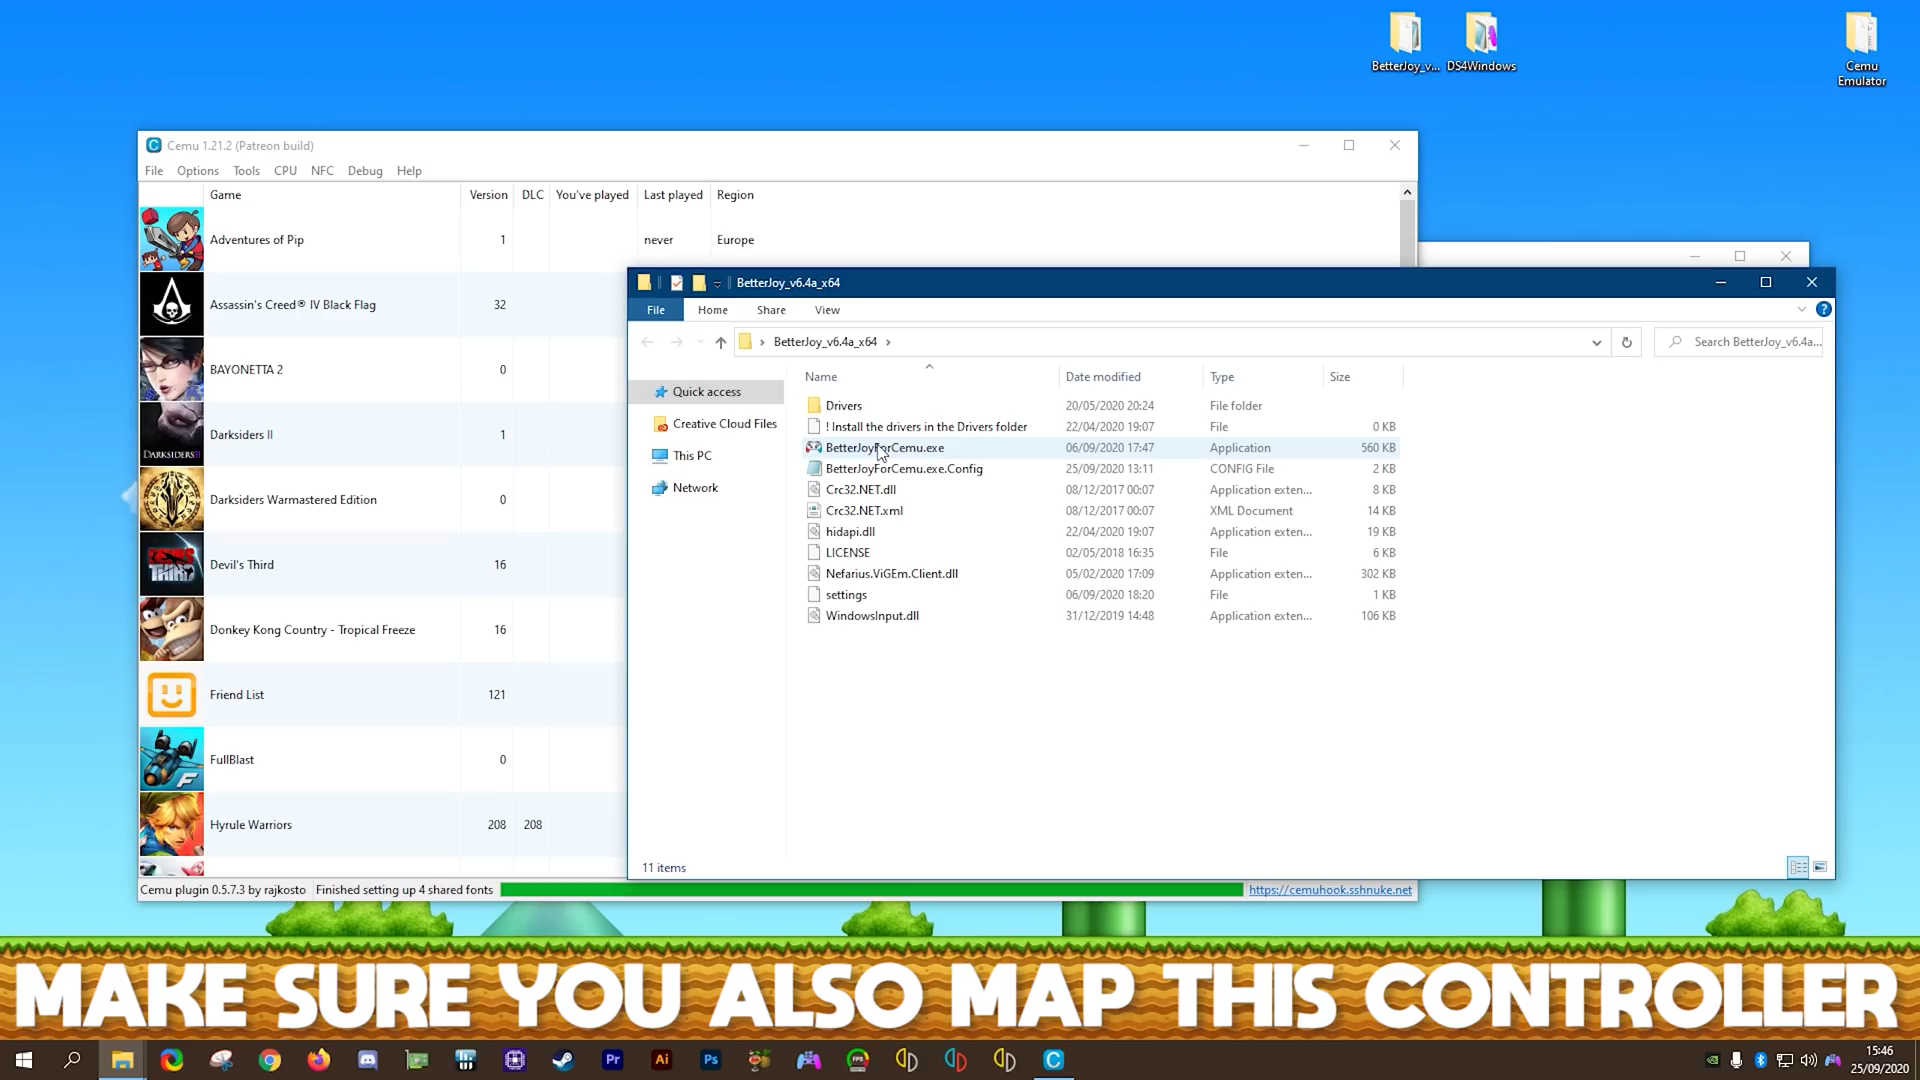 BetterJoy_v...
DS4Windows
Cemu
Emulator
Cemu 1.21.2 (Patreon build)
File Options Tools CPU NFC Debug Help
Game Version DLC You've played Last played Region
Adventures of Pip 1 never Europe
Assassin's Creed® IV Black Flag 32
BAYONETTA 2 0
DARKSIDERS II
Darksiders II 1
Darksiders Warmastered Edition 0
Devil's Third 16
Donkey Kong Country - Tropical Freeze 16
Friend List 121
FullBlast 0
Hyrule Warriors 208 208
Cemu plugin 0.5.7.3 by rajkosto Finished setting up 4 shared fonts https://cemuhook.sshnuke.net
BetterJoy_v6.4a_x64
File Home Share View
BetterJoy_v6.4a_x64
Search BetterJoy_v6.4a...
Quick access
Creative Cloud Files
This PC
Network
Name Date modified Type Size
Drivers 20/05/2020 20:24 File folder
! Install the drivers in the Drivers folder 22/04/2020 19:07 File 0 KB
BetterJoyForCemu.exe 06/09/2020 17:47 Application 560 KB
BetterJoyForCemu.exe.Config 25/09/2020 13:11 CONFIG File 2 KB
Crc32.NET.dll 08/12/2017 00:07 Application exten... 8 KB
Crc32.NET.xml 08/12/2017 00:07 XML Document 14 KB
hidapi.dll 22/04/2020 19:07 Application exten... 19 KB
LICENSE 02/05/2018 16:35 File 6 KB
Nefarius.ViGEm.Client.dll 05/02/2020 17:09 Application exten... 302 KB
settings 06/09/2020 18:20 File 1 KB
WindowsInput.dll 31/12/2019 14:48 Application exten... 106 KB
11 items
MAKE SURE YOU ALSO MAP THIS CONTROLLER
Pr Ai Ps FPS
15:46
25/09/2020